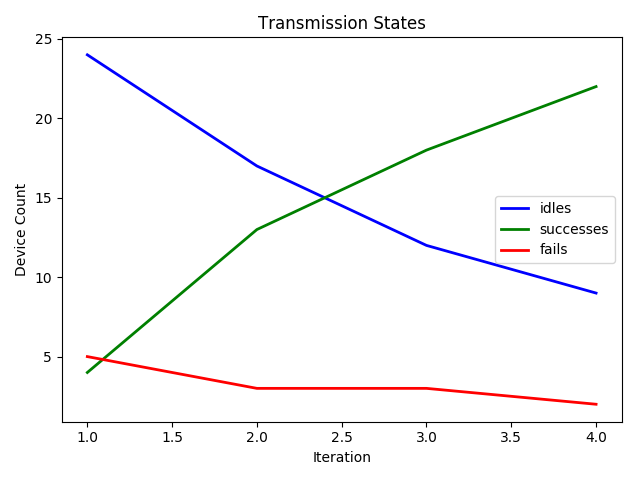 Transmission States
Device Count
25
20
15
10
5
idles
successes
fails
1.0 1.5 2.0 2.5 3.0 3.5 4.0
Iteration